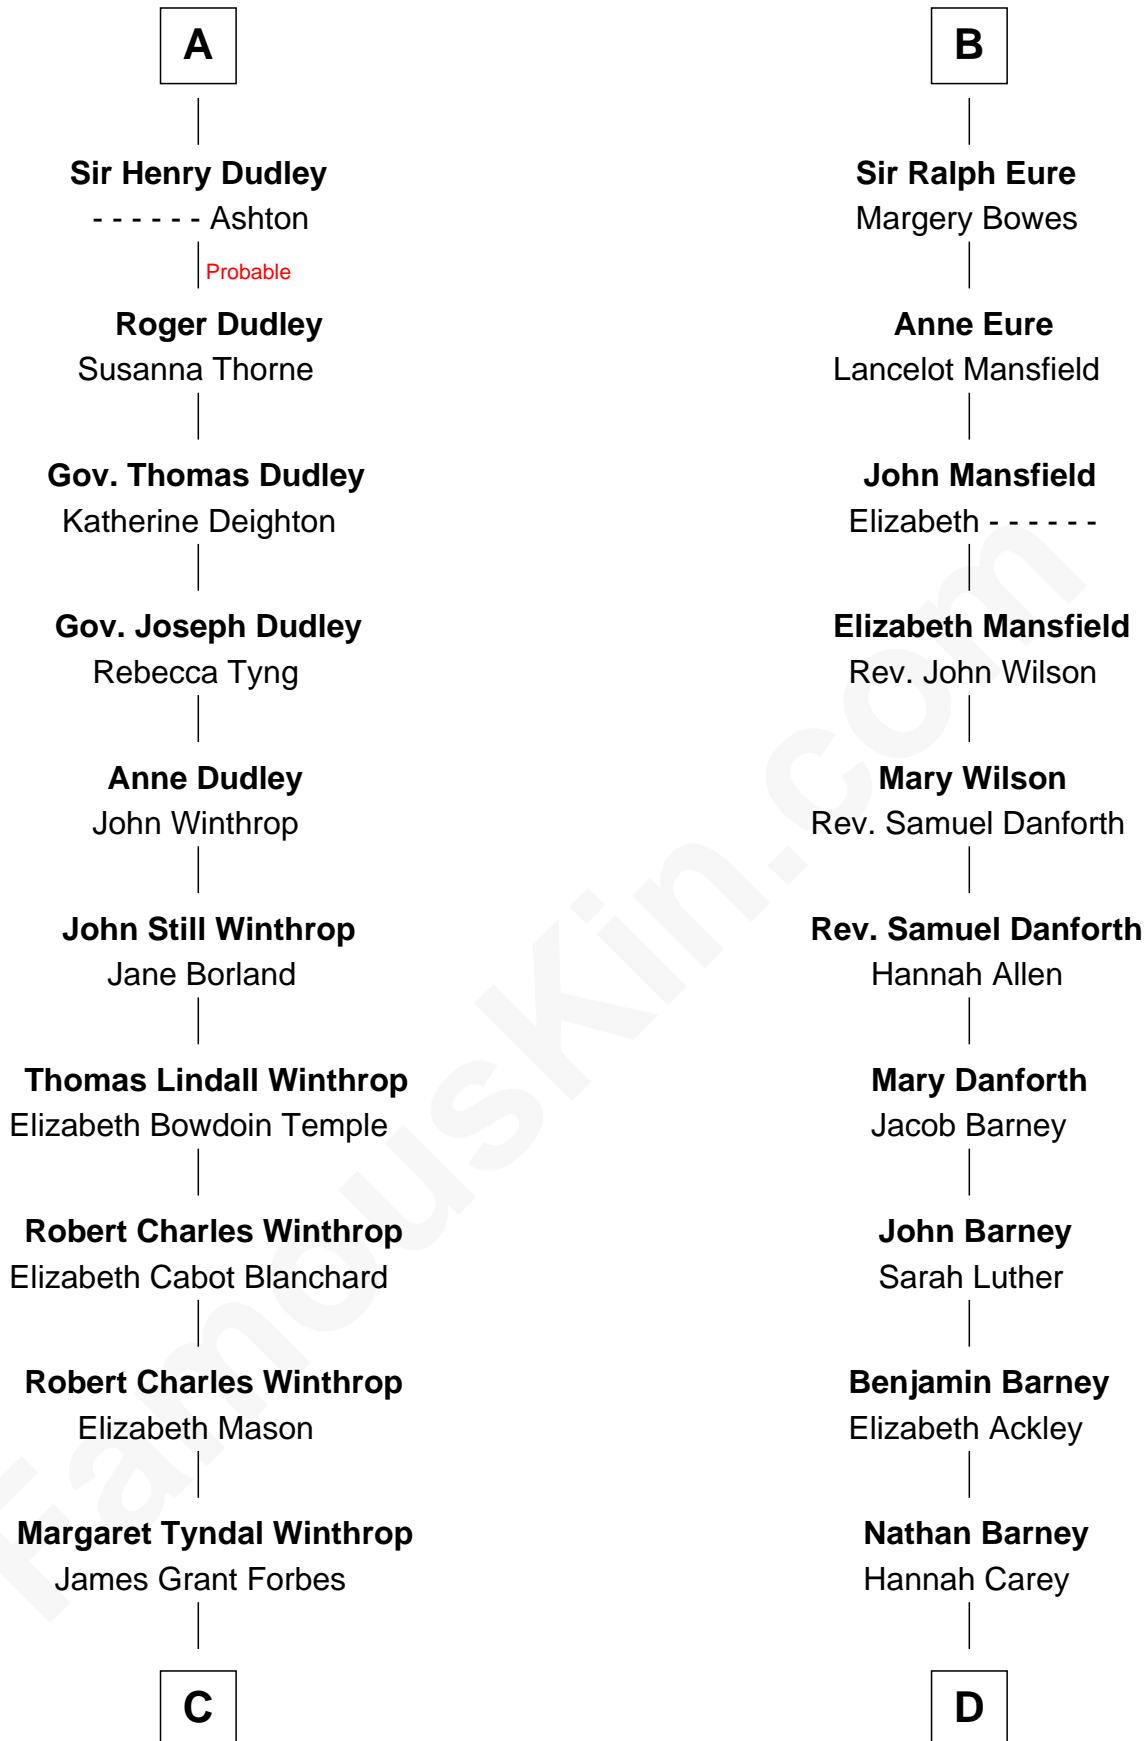 A
Sir Henry Dudley
- - - - - - Ashton
Probable
Roger Dudley
Susanna Thorne
Gov. Thomas Dudley
Katherine Deighton
Gov. Joseph Dudley
Rebecca Tyng
Anne Dudley
John Winthrop
John Still Winthrop
Jane Borland
Thomas Lindall Winthrop
Elizabeth Bowdoin Temple
Robert Charles Winthrop
Elizabeth Cabot Blanchard
Robert Charles Winthrop
Elizabeth Mason
Margaret Tyndal Winthrop
James Grant Forbes
C
B
Sir Ralph Eure
Margery Bowes
Anne Eure
Lancelot Mansfield
John Mansfield
Elizabeth - - - - - -
Elizabeth Mansfield
Rev. John Wilson
Mary Wilson
Rev. Samuel Danforth
Rev. Samuel Danforth
Hannah Allen
Mary Danforth
Jacob Barney
John Barney
Sarah Luther
Benjamin Barney
Elizabeth Ackley
Nathan Barney
Hannah Carey
D
FamousKin.com